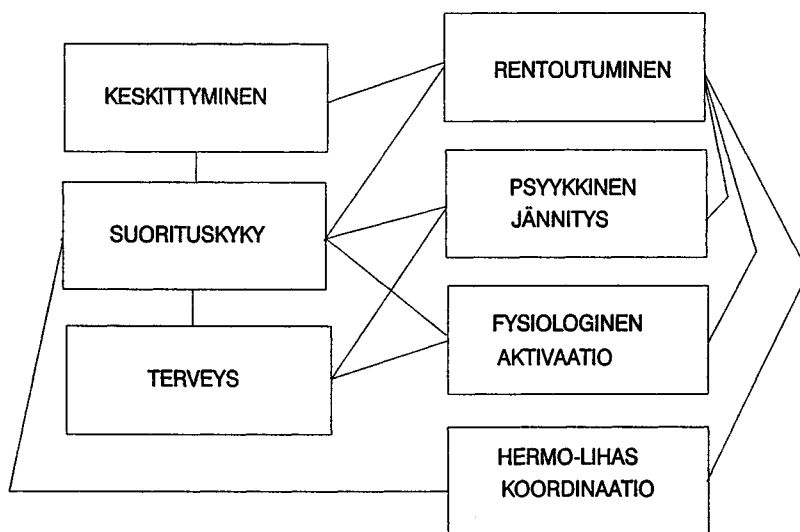 KESKITTYMINEN
SUORITUSKYKY
TERVEYS
RENTOUTUMINEN
PSYYKKINEN
JÄNNITYS
FYSIOLOGINEN
AKTIVAATIO
HERMO-LIHAS
KOORDINAATIO